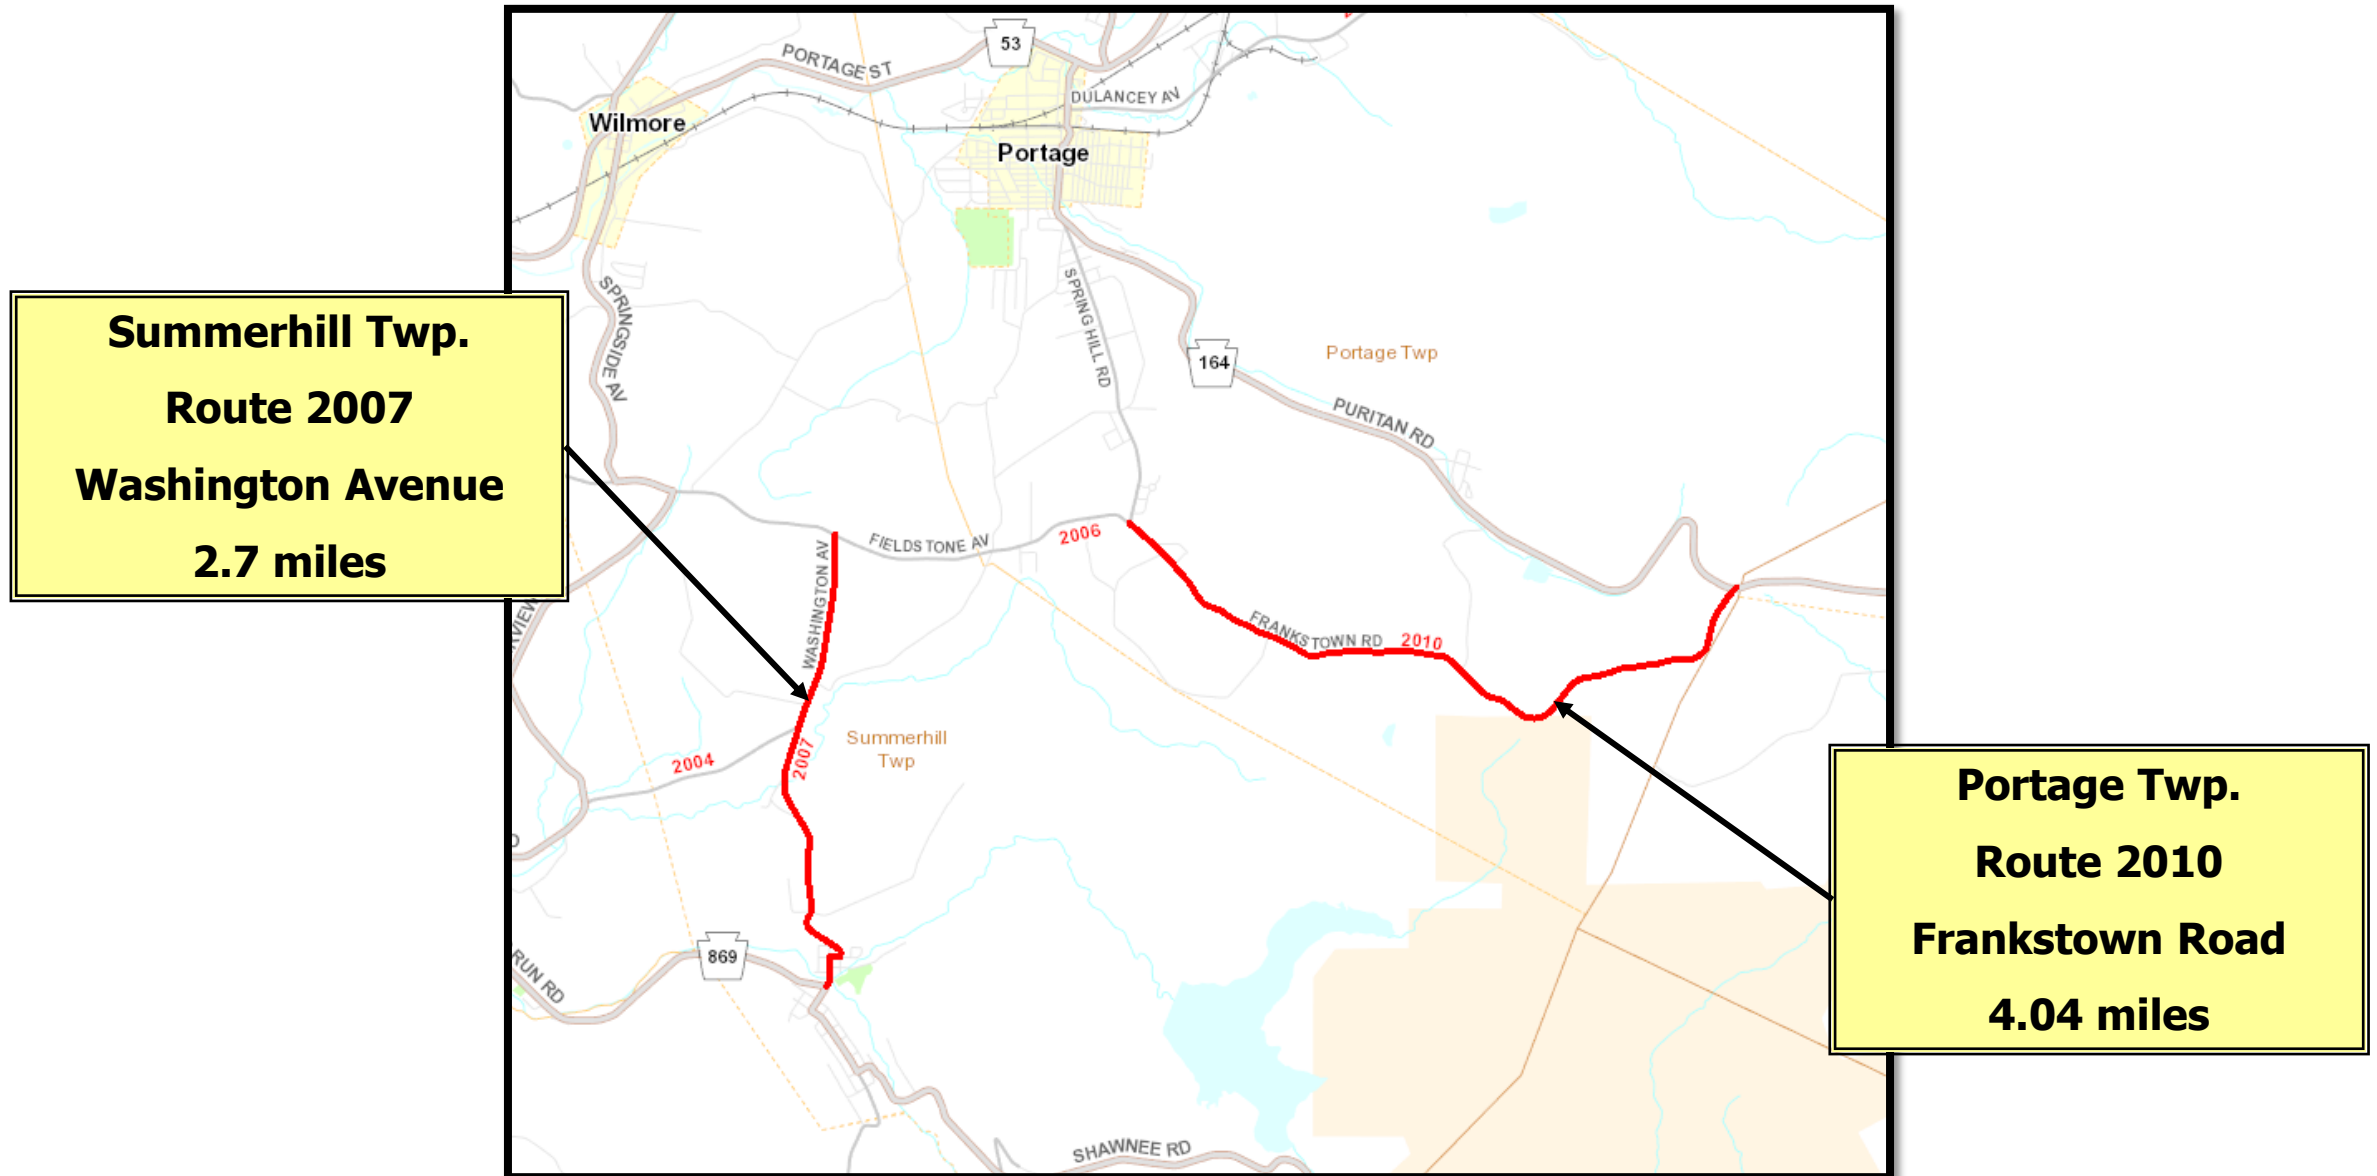 53
PORTAGE ST
DULANCEY AV
Wilmore
Portage
SPRINGSIDE AV
SPRING HILL RD
164
Portage Twp
PURITAN RD
Summerhill Twp.
Route 2007
Washington Avenue
2.7 miles
FIELDSTONE AV
2006
WASHINGTON AV
FRANKSTOWN RD 2010
2004
2007
Summerhill
Twp
Portage Twp.
Route 2010
Frankstown Road
4.04 miles
869
RUN RD
SHAWNEE RD